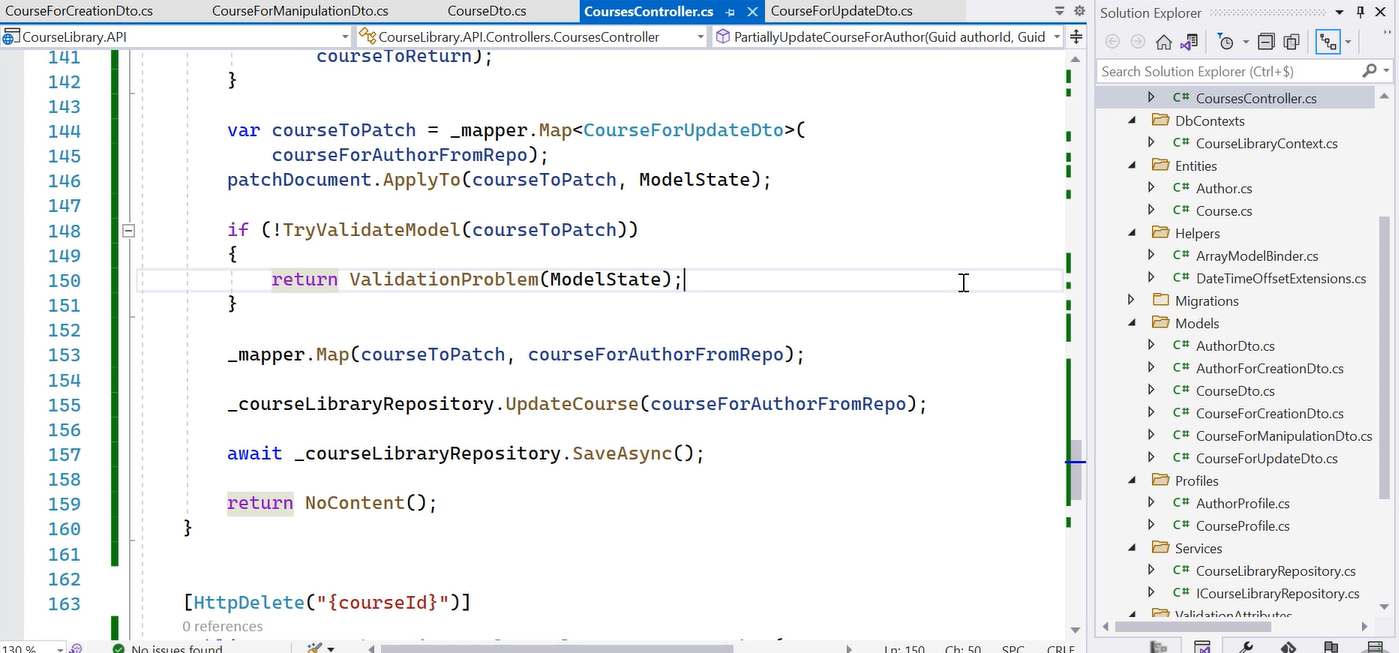 CourseForCreationDto.cs CourseForManipulationDto.cs CourseDto.cs CoursesController.cs CourseForUpdateDto.cs
CourseLibrary.API CourseLibrary.API.Controllers.CoursesController PartiallyUpdateCourseForAuthor(Guid authorId, Guid
141 courseToReturn);
142 }
143
144 var courseToPatch = _mapper.Map<CourseForUpdateDto>(
145 courseForAuthorFromRepo);
146 patchDocument.ApplyTo(courseToPatch, ModelState);
147
148 if (!TryValidateModel(courseToPatch))
149 {
150 return ValidationProblem(ModelState);
151 }
152
153 _mapper.Map(courseToPatch, courseForAuthorFromRepo);
154
155 _courseLibraryRepository.UpdateCourse(courseForAuthorFromRepo);
156
157 await _courseLibraryRepository.SaveAsync();
158
159 return NoContent();
160 }
161
162
163 [HttpDelete("{courseId}")]
0 references
130 % No issues found Ln: 150 Ch: 50 SPC CRLF
Solution Explorer
Search Solution Explorer (Ctrl+$)
C# CoursesController.cs
DbContexts
C# CourseLibraryContext.cs
Entities
C# Author.cs
C# Course.cs
Helpers
C# ArrayModelBinder.cs
C# DateTimeOffsetExtensions.cs
Migrations
Models
C# AuthorDto.cs
C# AuthorForCreationDto.cs
C# CourseDto.cs
C# CourseForCreationDto.cs
C# CourseForManipulationDto.cs
C# CourseForUpdateDto.cs
Profiles
C# AuthorProfile.cs
C# CourseProfile.cs
Services
C# CourseLibraryRepository.cs
C# ICourseLibraryRepository.cs
ValidationAttributes